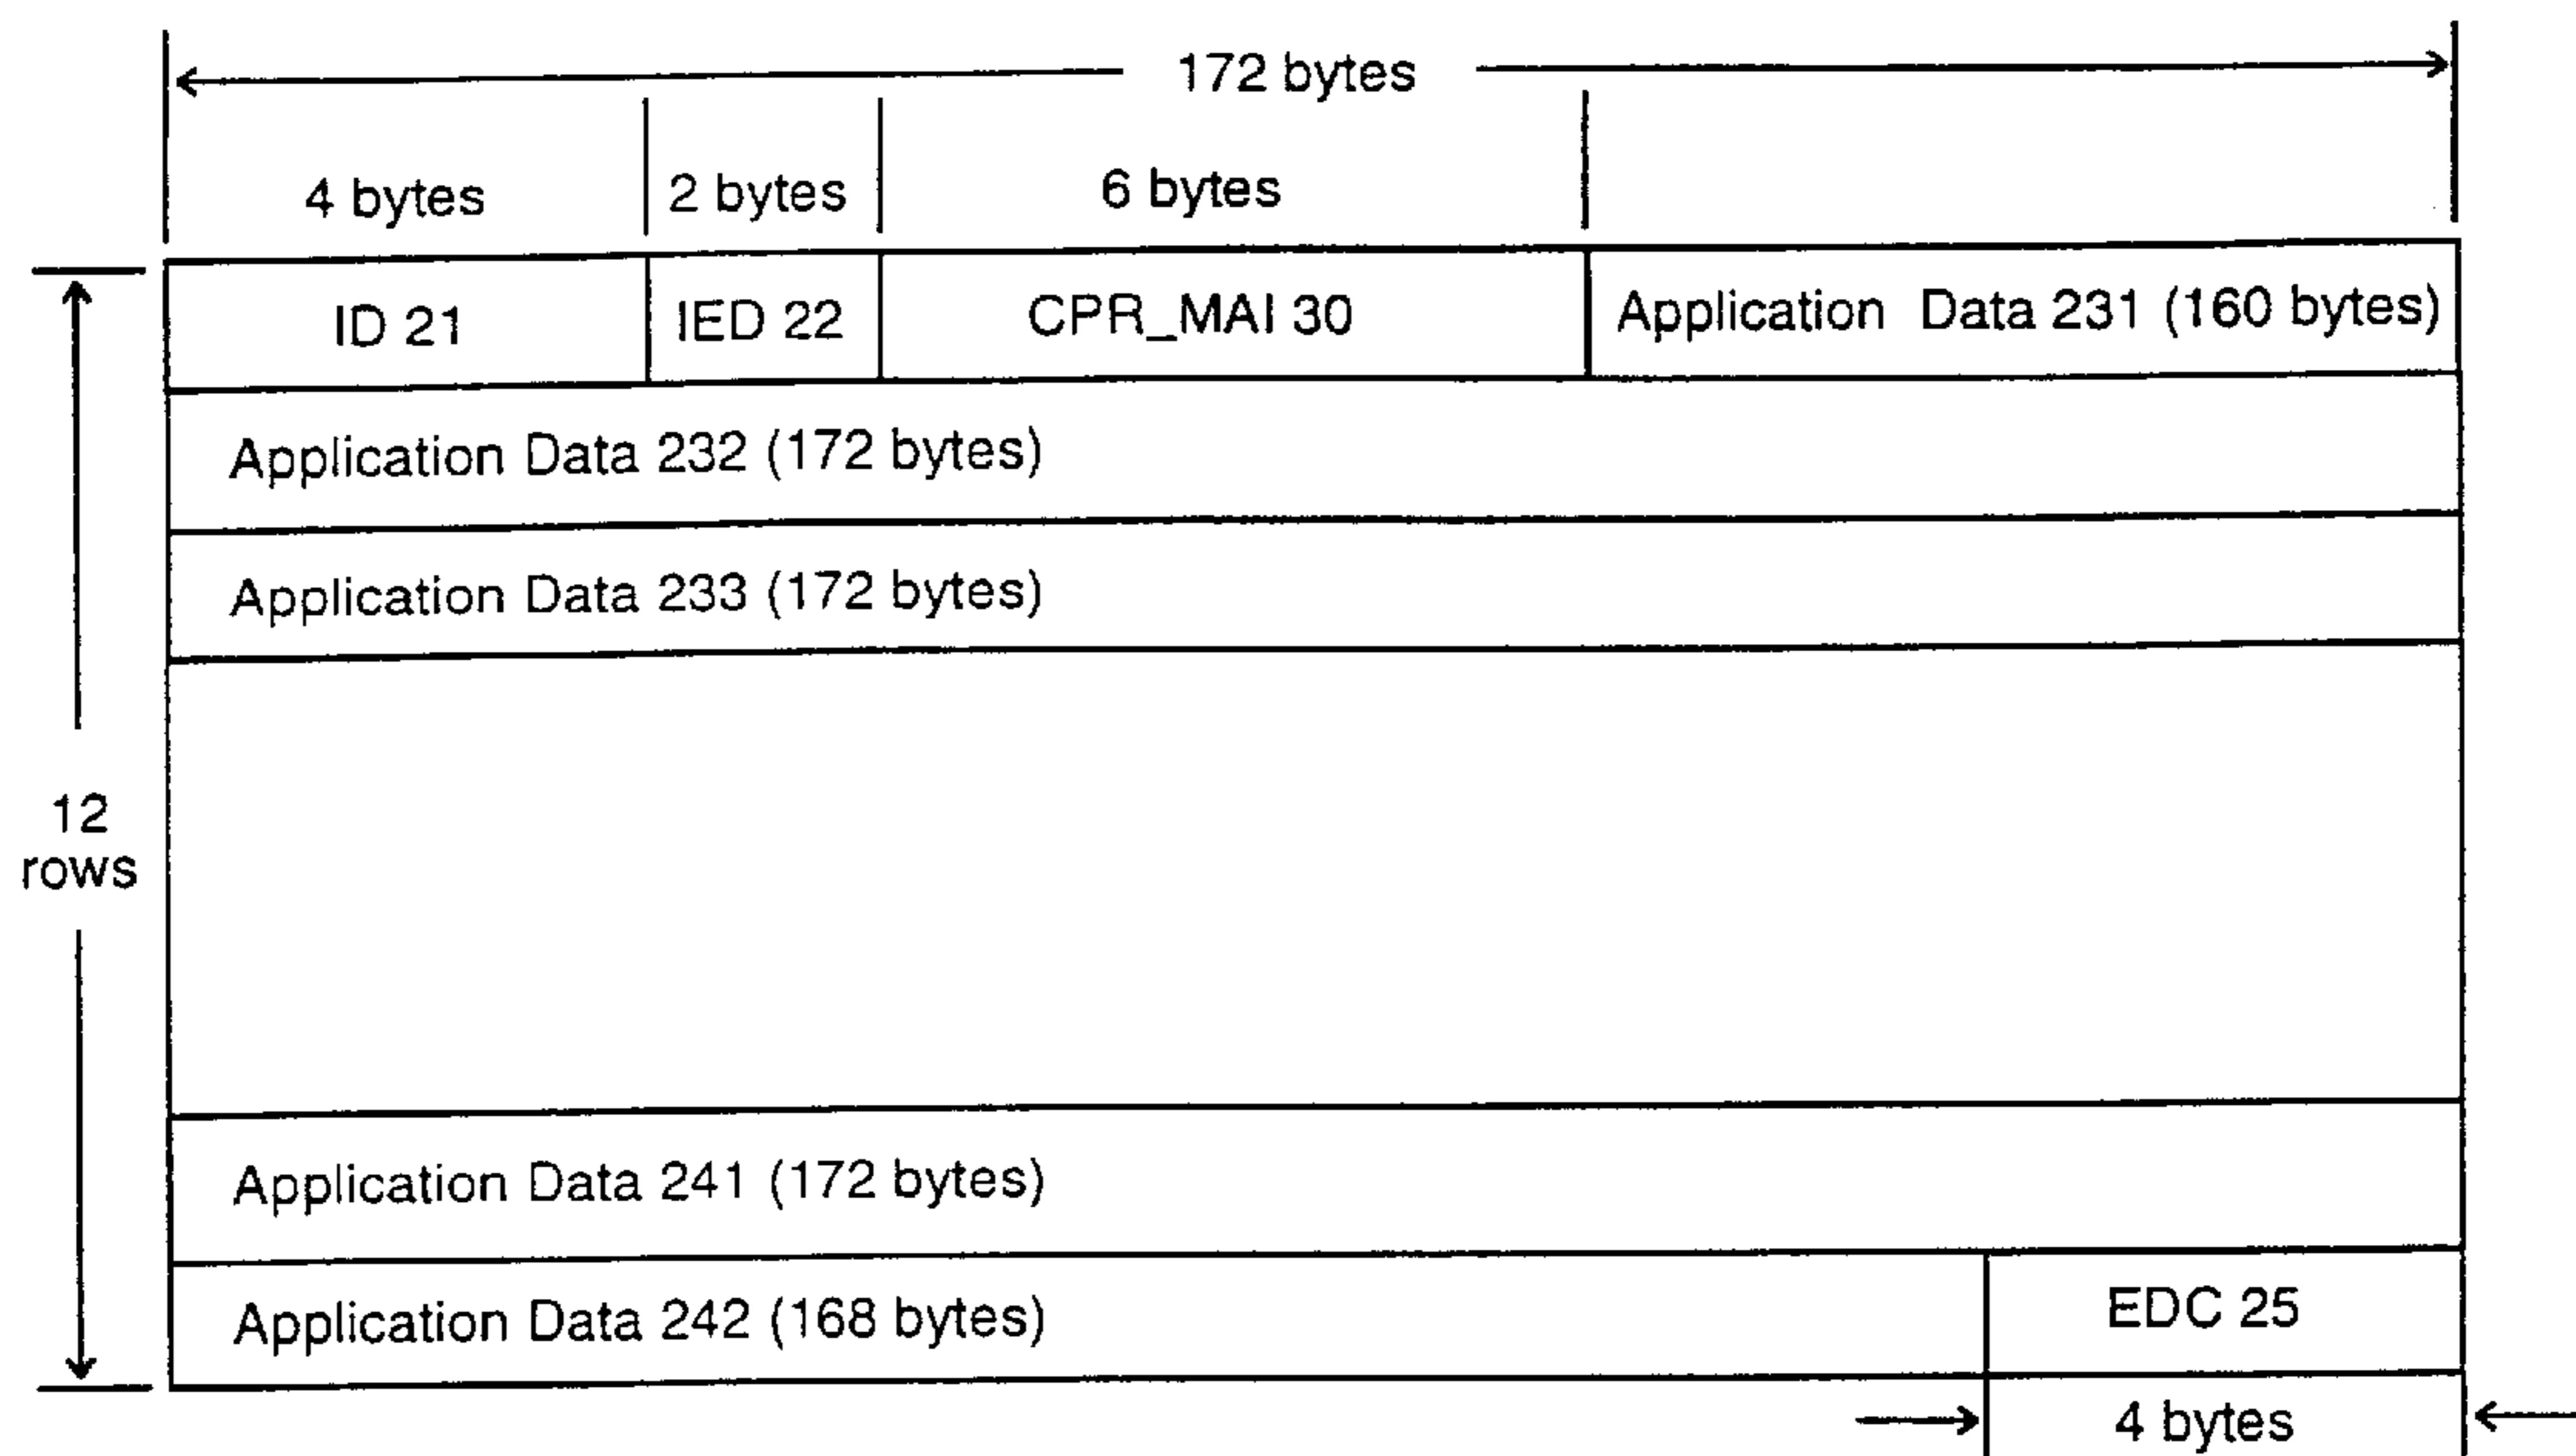 172 bytes
4 bytes 2 bytes 6 bytes
ID 21 IED 22 CPR_MAI 30 Application Data 231 (160 bytes)
Application Data 232 (172 bytes)
Application Data 233 (172 bytes)
12
rows
Application Data 241 (172 bytes)
Application Data 242 (168 bytes) EDC 25
4 bytes